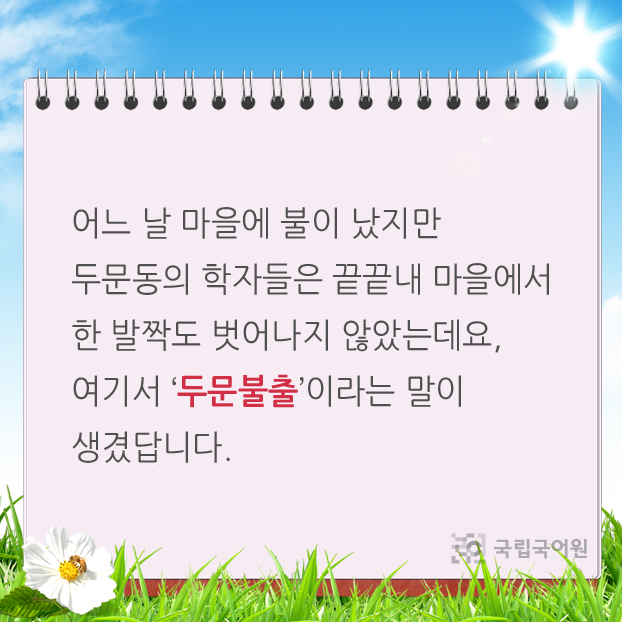 어느 날 마을에 불이 났지만
두문동의 학자들은 끝끝내 마을에서
한 발짝도 벗어나지 않았는데요,
여기서 ‘두문불출’이라는 말이
생겼답니다.
국립국어원